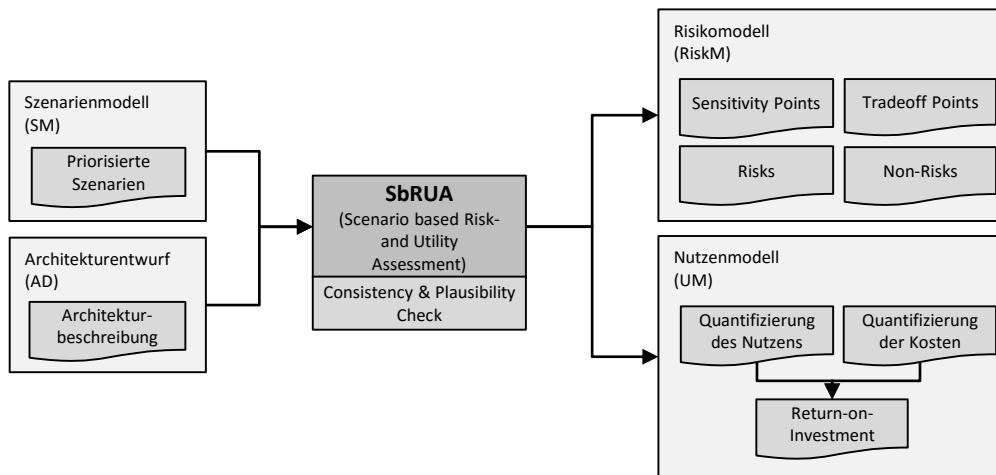 Szenarienmodell
(SM)
Priorisierte
Szenarien
Architekturentwurf
(AD)
Architektur-
beschreibung
SbRUA
(Scenario based Risk-
and Utility
Assessment)
Consistency & Plausibility
Check
Risikomodell
(RiskM)
Sensitivity Points
Tradeoff Points
Risks
Non-Risks
Nutzenmodell
(UM)
Quantifizierung
des Nutzens
Quantifizierung
der Kosten
Return-on-
Investment